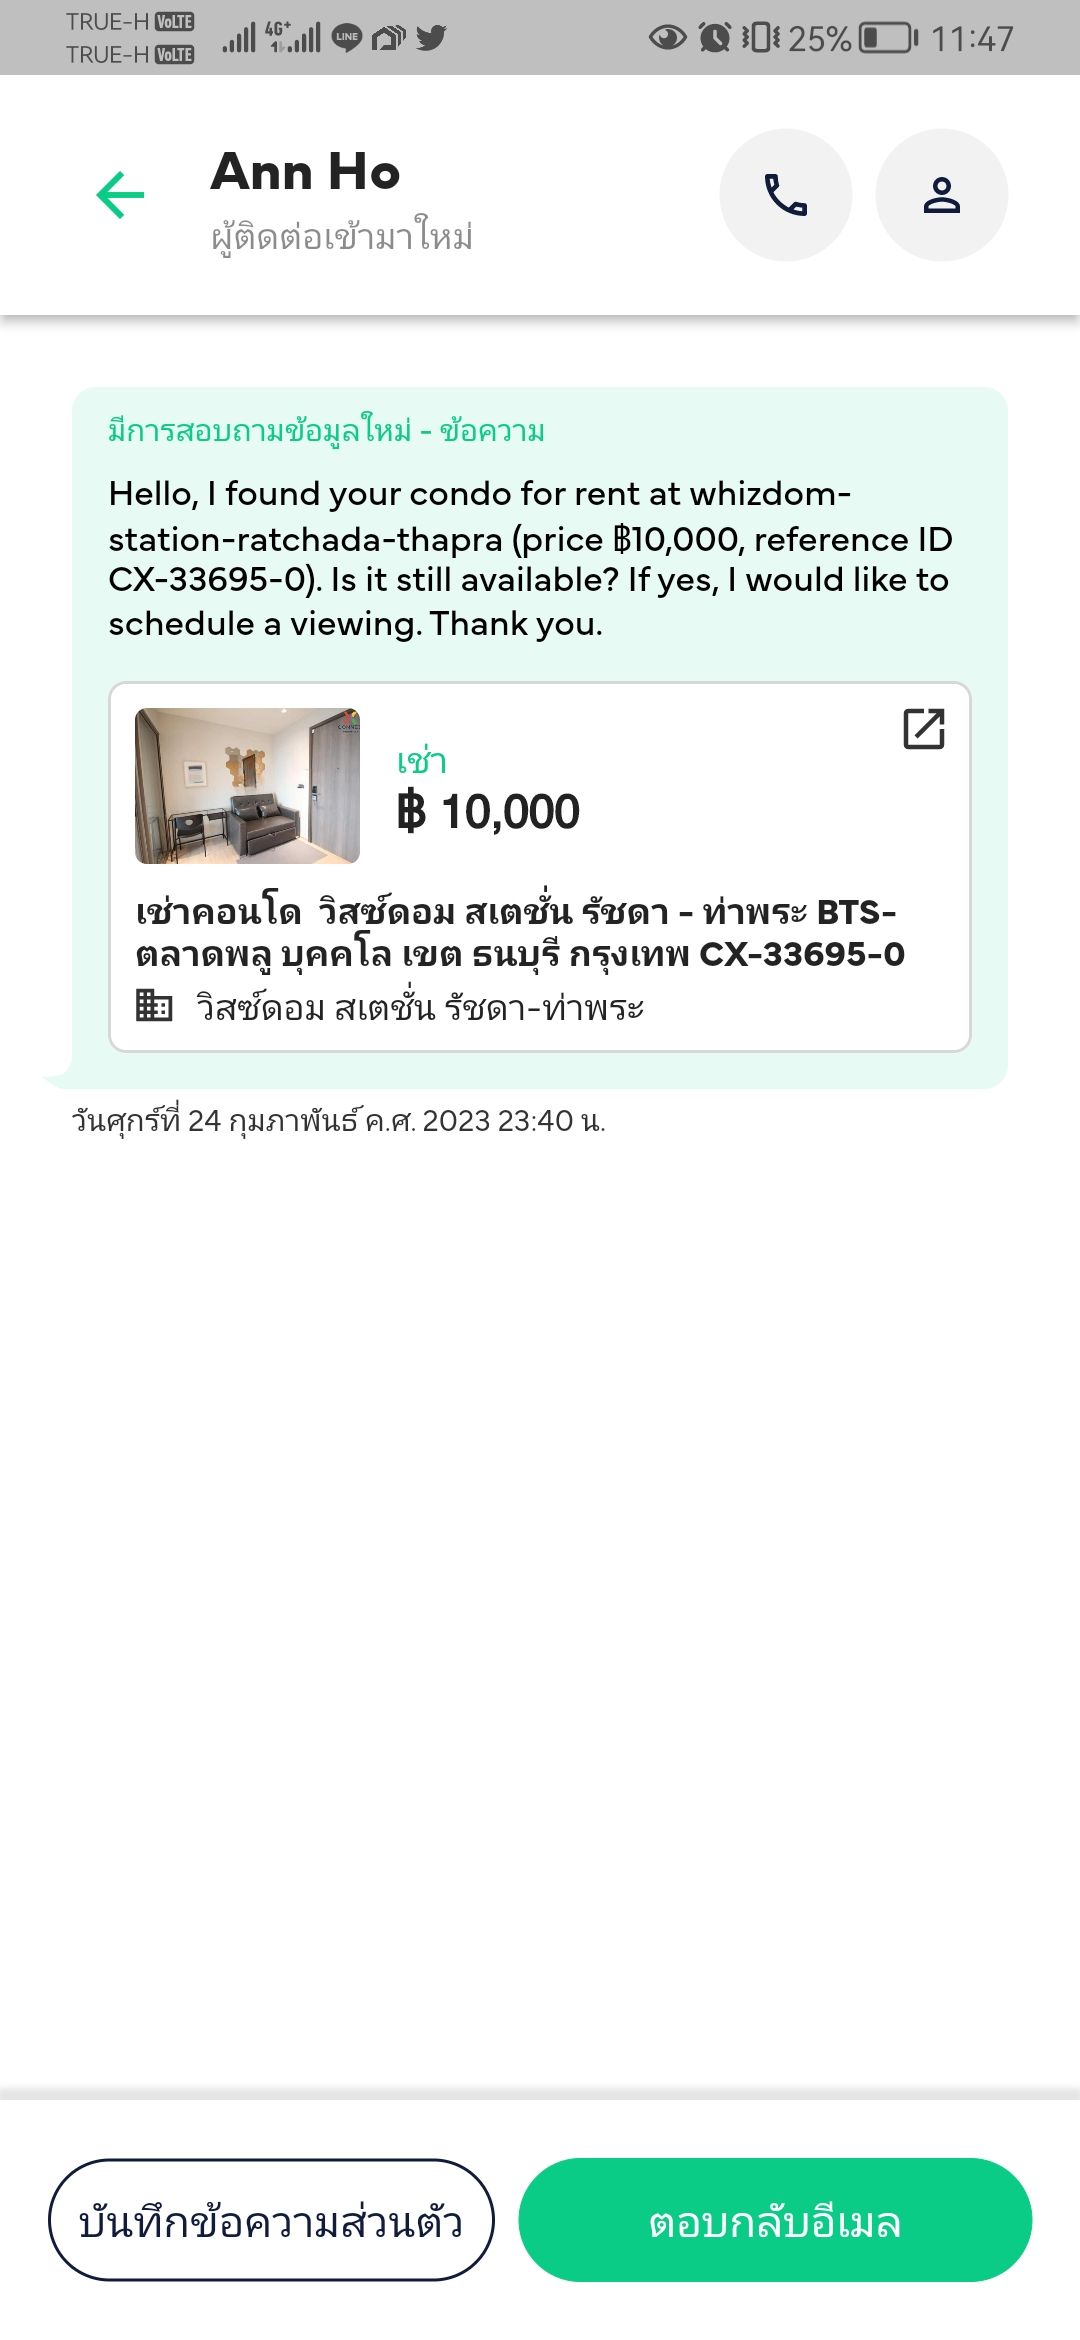 TRUE-H VoLTE
TRUE-H VoLTE
4G+
LINE
25%
11:47
Ann Ho
ผู้ติดต่อเข้ามาใหม่
มีการสอบถามข้อมูลใหม่ - ข้อความ
Hello, I found your condo for rent at whizdom-
station-ratchada-thapra (price ฿10,000, reference ID
CX-33695-0). Is it still available? If yes, I would like to
schedule a viewing. Thank you.
เช่า
฿ 10,000
เช่าคอนโด วิสซ์ดอม สเตชั่น รัชดา - ท่าพระ BTS-
ตลาดพลู บุคคโล เขต ธนบุรี กรุงเทพ CX-33695-0
วิสซ์ดอม สเตชั่น รัชดา-ท่าพระ
วันศุกร์ที่ 24 กุมภาพันธ์ ค.ศ. 2023 23:40 น.
บันทึกข้อความส่วนตัว
ตอบกลับอีเมล